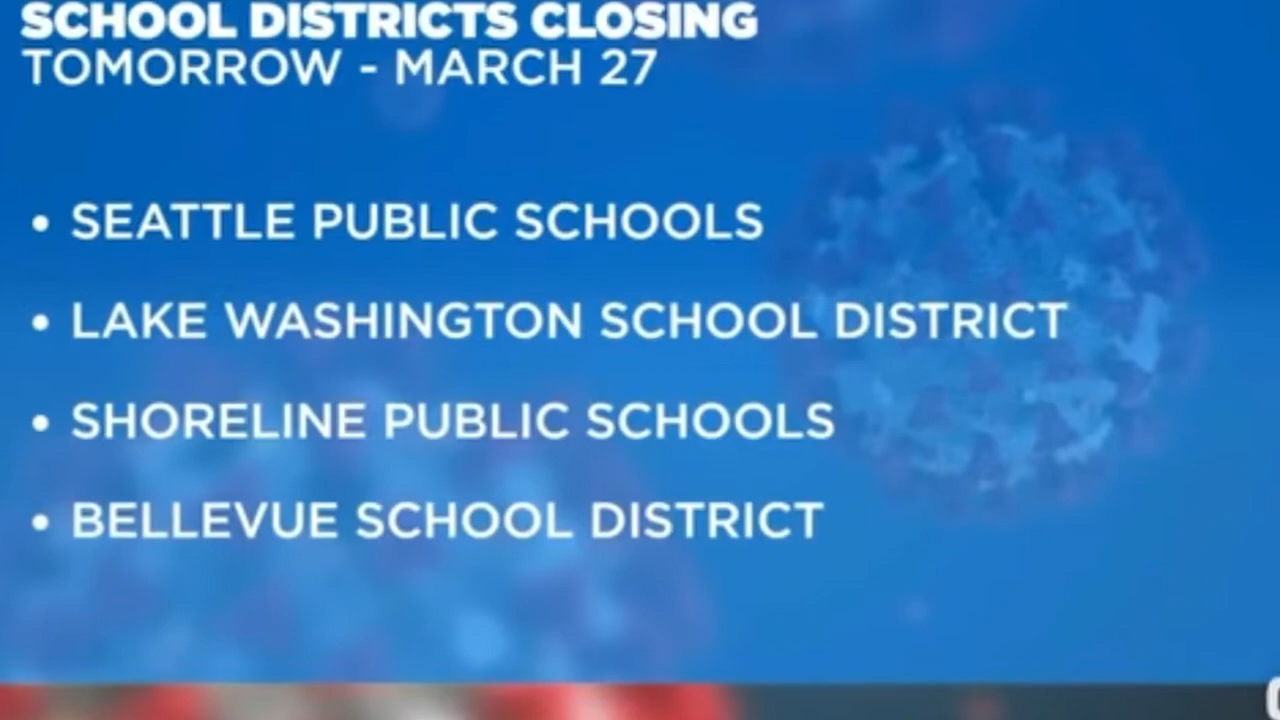 SCHOOL DISTRICTS CLOSING
TOMORROW - MARCH 27
• SEATTLE PUBLIC SCHOOLS
• LAKE WASHINGTON SCHOOL DISTRICT
• SHORELINE PUBLIC SCHOOLS
• BELLEVUE SCHOOL DISTRICT